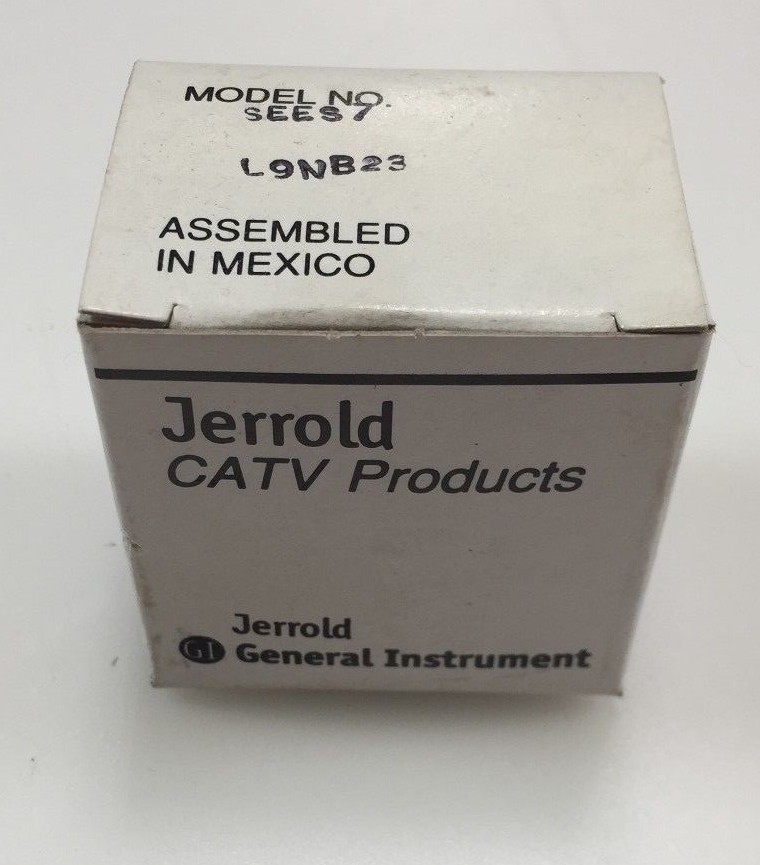 MODEL NO.
SEES7
L9NB23
ASSEMBLED
IN MEXICO
Jerrold
CATV Products
Jerrold
GI General Instrument